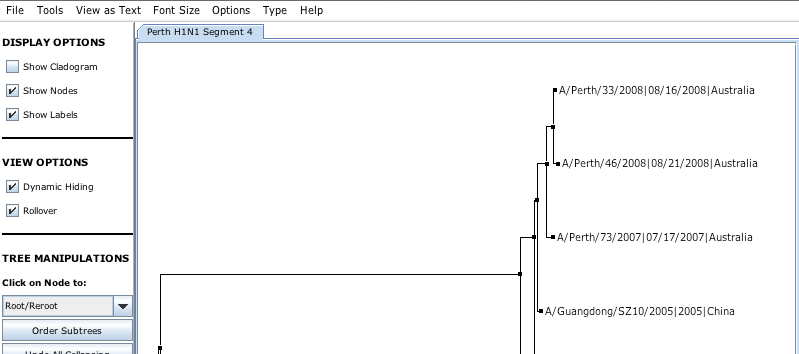 File Tools View as Text Font Size Options Type Help
Perth H1N1 Segment 4
DISPLAY OPTIONS
Show Cladogram
Show Nodes
Show Labels
VIEW OPTIONS
Dynamic Hiding
Rollover
TREE MANIPULATIONS
Click on Node to:
Root/Reroot
Order Subtrees
A/Perth/33/2008|08/16/2008|Australia
A/Perth/46/2008|08/21/2008|Australia
A/Perth/73/2007|07/17/2007|Australia
A/Guangdong/SZ10/2005|2005|China